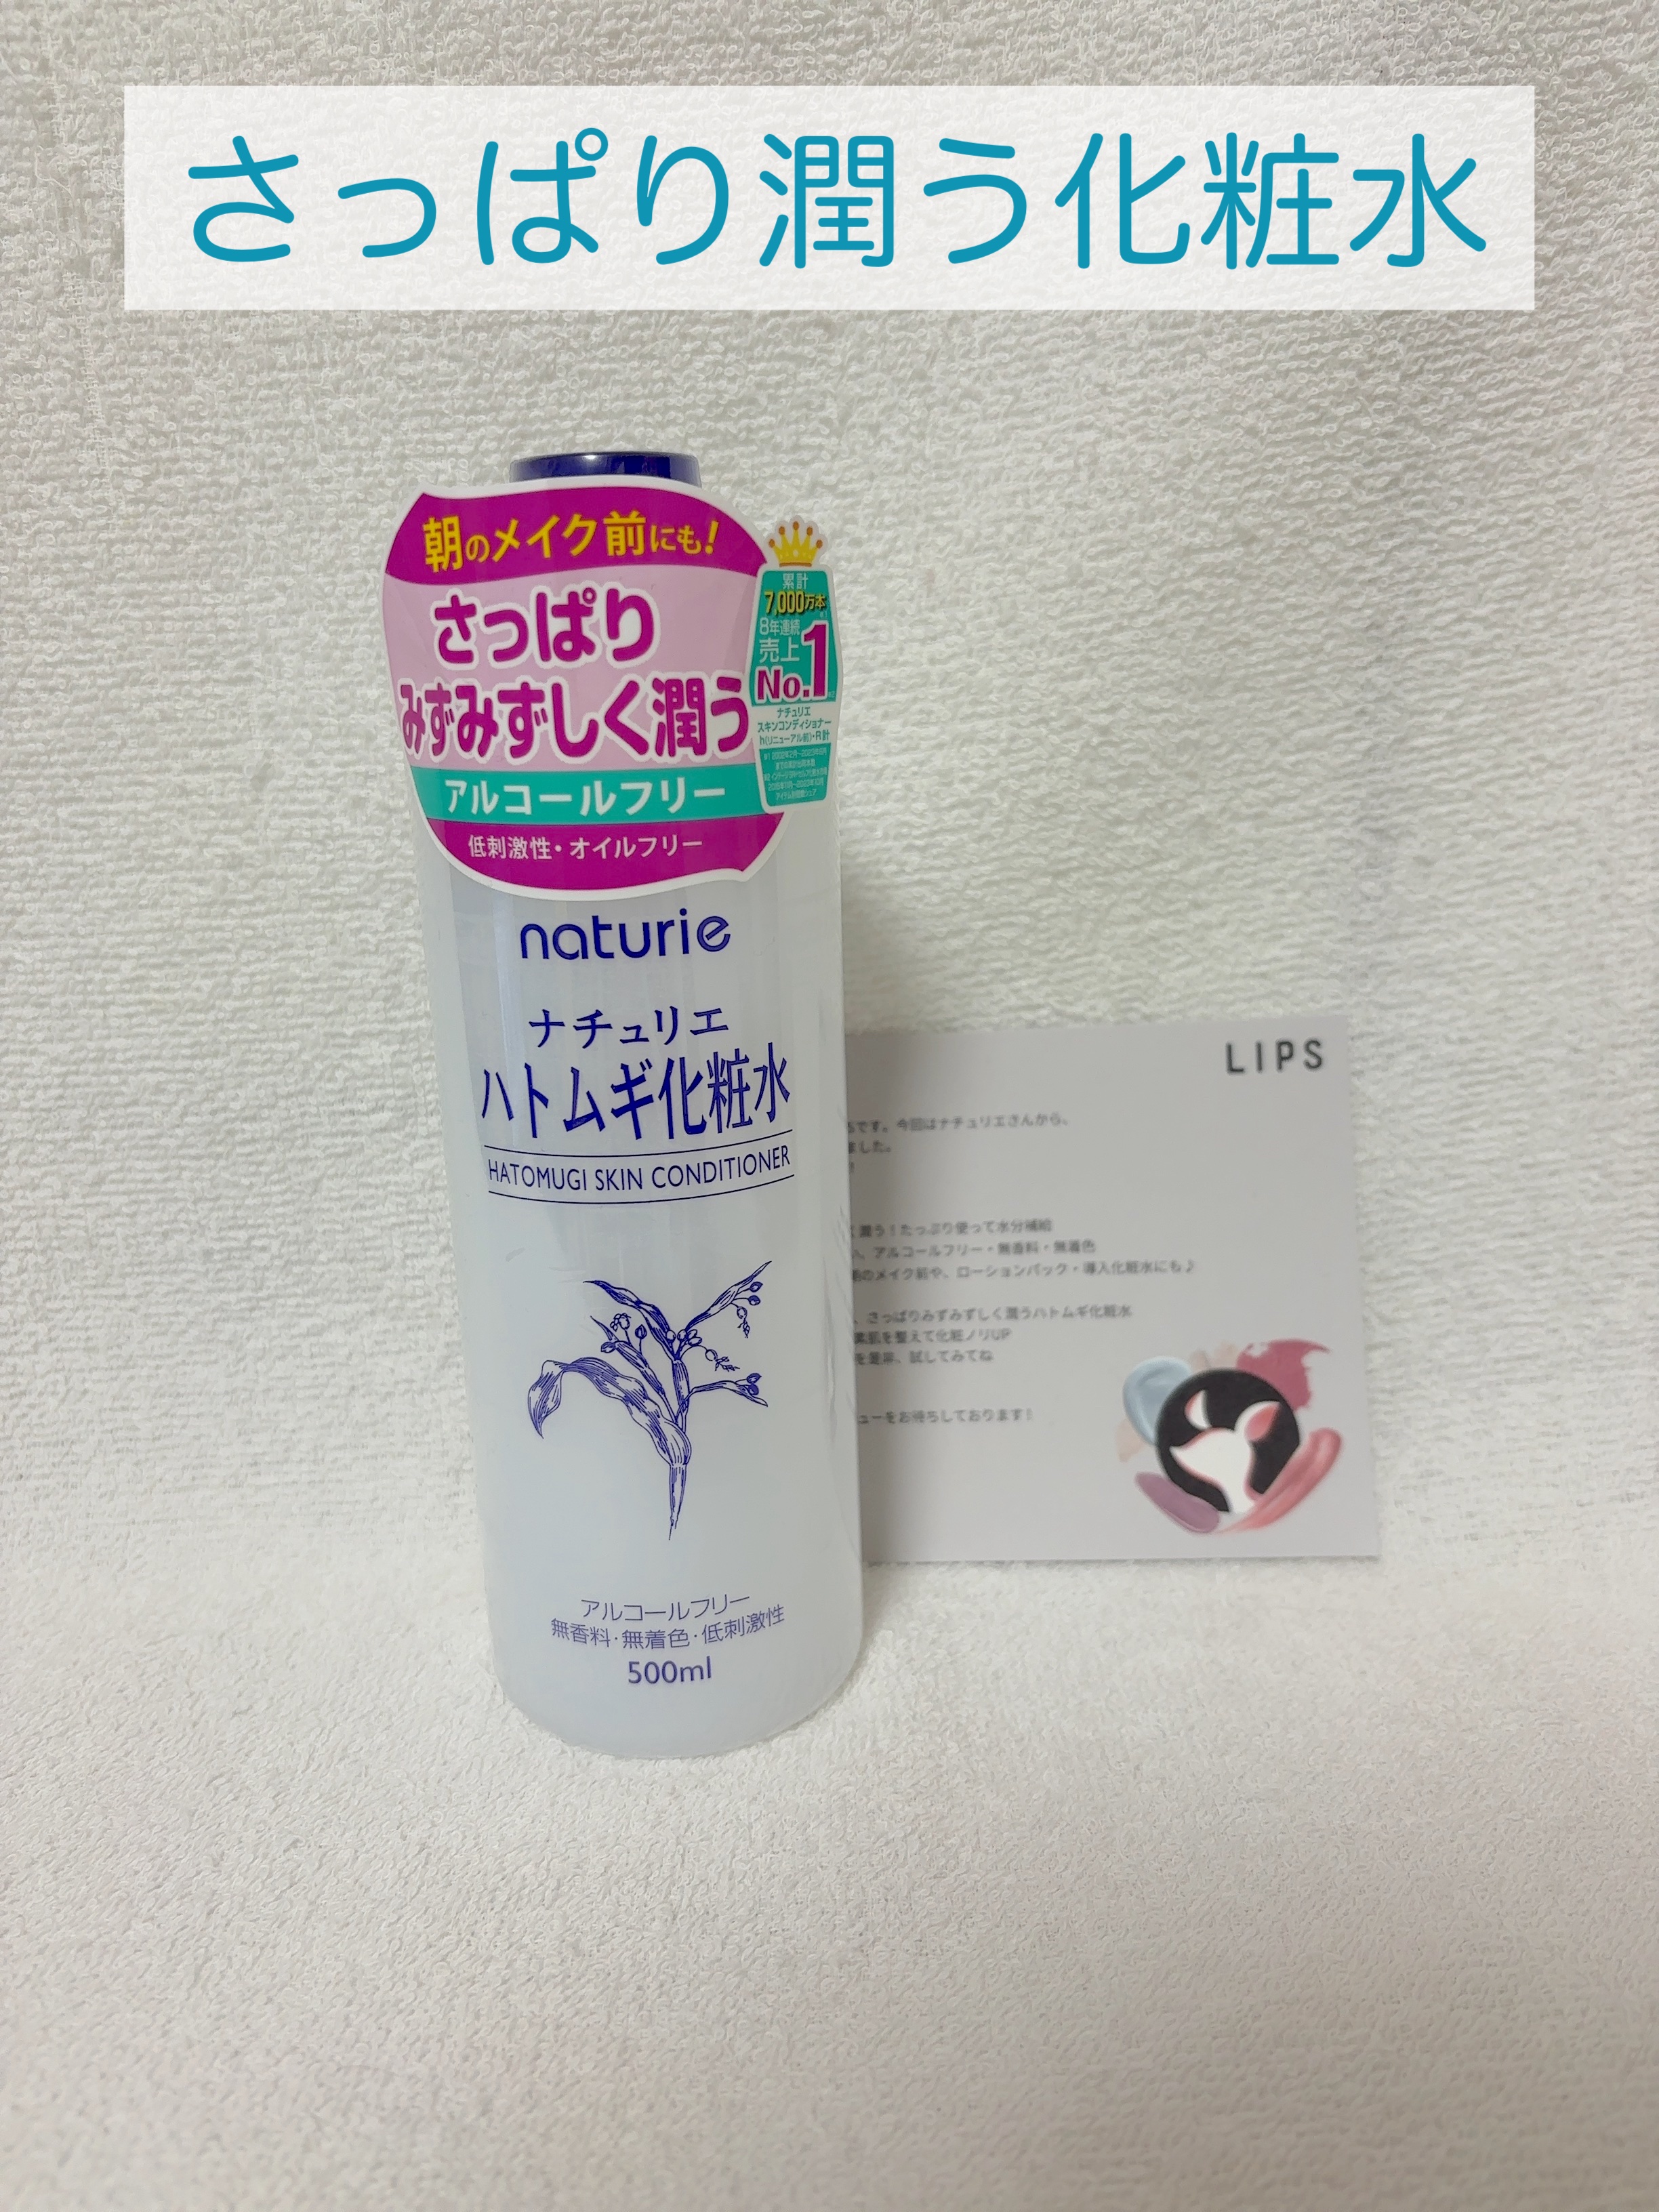 さっぱり潤う化粧水
朝のメイク前にも!
さっぱり
みずみずしく潤う
アルコールフリー
低刺激性・オイルフリー
累計
7,000万本
8年連続
売上
No.1
ナチュリエ
スキンコンディショナー
h(リニューアル前)・R計
naturie
ナチュリエ
ハトムギ化粧水
HATOMUGI SKIN CONDITIONER
アルコールフリー
無香料・無着色・低刺激性
500ml
LIPS
です。今回はナチュリエさんから、
ました。
潤う!たっぷり使って水分補給
、アルコールフリー・無香料・無着色
のメイク前や、ローションパック・導入化粧水にも♪
、さっぱりみずみずしく潤うハトムギ化粧水
素肌を整えて化粧ノリUP
を是非、試してみてね
ューをお待ちしております!